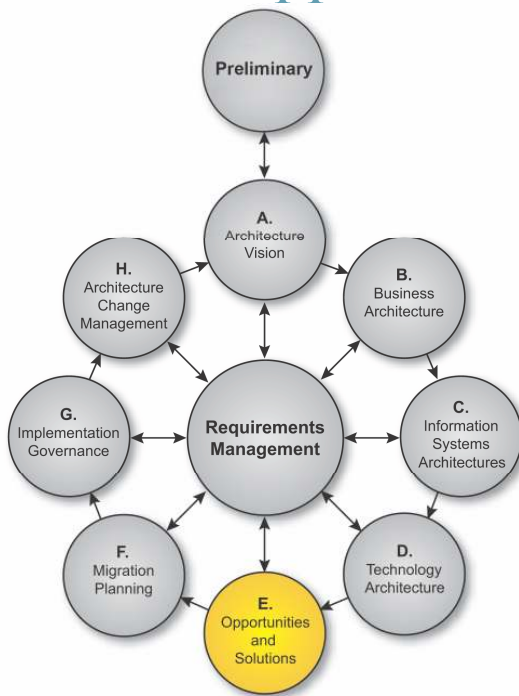 Preliminary
A.
Architecture
Vision
H.
Architecture
Change
Management
B.
Business
Architecture
G.
Implementation
Governance
Requirements
Management
C.
Information
Systems
Architectures
F.
Migration
Planning
D.
Technology
Architecture
E.
Opportunities
and
Solutions